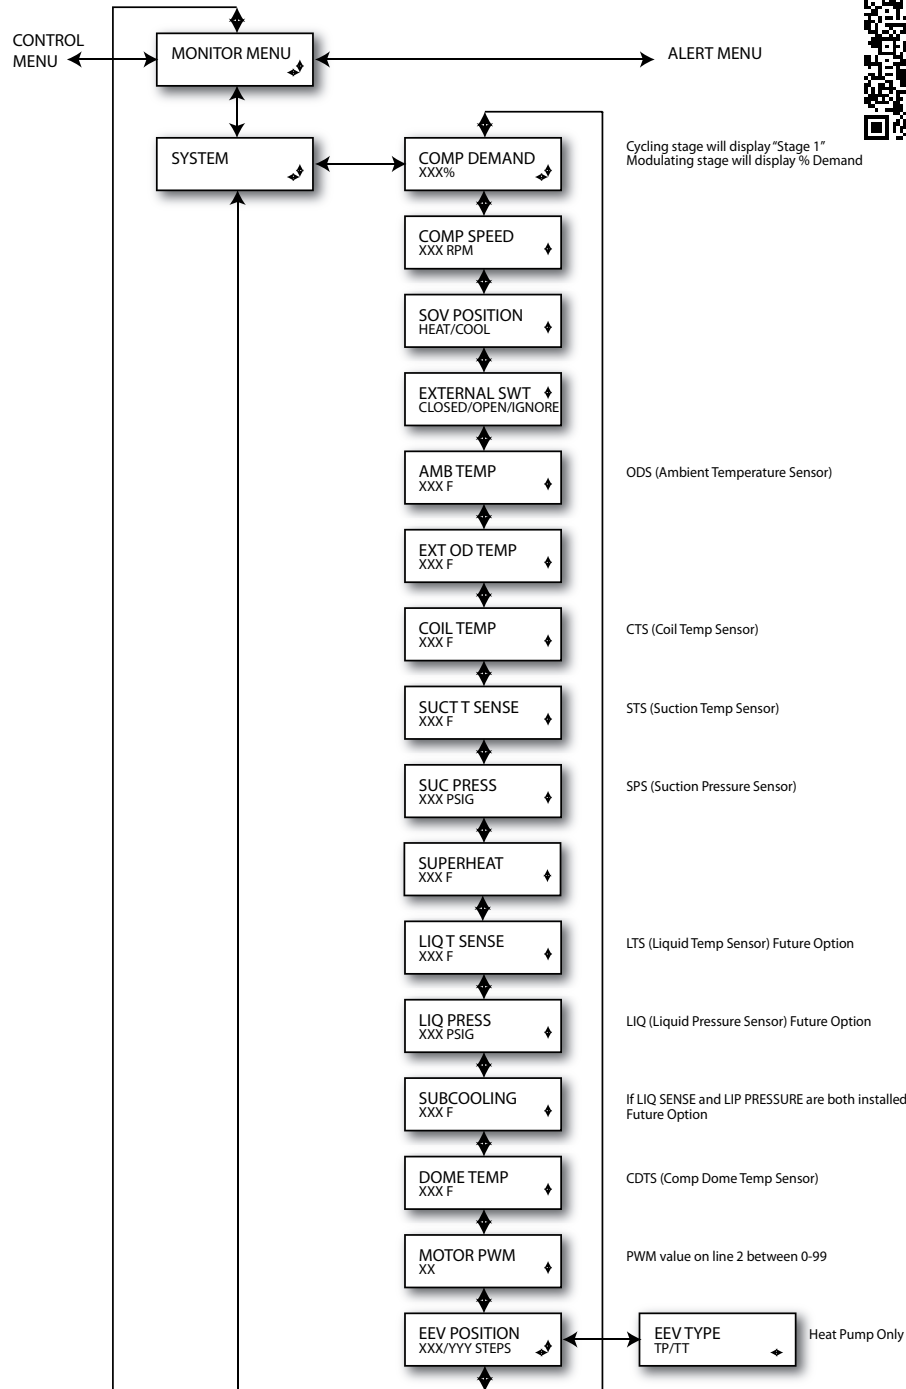 CONTROL
MENU
MONITOR MENU
ALERT MENU
SYSTEM
COMP DEMAND
XXX%
Cycling stage will display "Stage 1"
Modulating stage will display % Demand
COMP SPEED
XXX RPM
SOV POSITION
HEAT/COOL
EXTERNAL SWT
CLOSED/OPEN/IGNORE
AMB TEMP
XXX F
ODS (Ambient Temperature Sensor)
EXT OD TEMP
XXX F
COIL TEMP
XXX F
CTS (Coil Temp Sensor)
SUCT T SENSE
XXX F
STS (Suction Temp Sensor)
SUC PRESS
XXX PSIG
SPS (Suction Pressure Sensor)
SUPERHEAT
XXX F
LIQ T SENSE
XXX F
LTS (Liquid Temp Sensor) Future Option
LIQ PRESS
XXX PSIG
LIQ (Liquid Pressure Sensor) Future Option
SUBCOOLING
XXX F
If LIQ SENSE and LIP PRESSURE are both installed
Future Option
DOME TEMP
XXX F
CDTS (Comp Dome Temp Sensor)
MOTOR PWM
XX
PWM value on line 2 between 0-99
EEV POSITION
XXX/YYY STEPS
EEV TYPE
TP/TT
Heat Pump Only